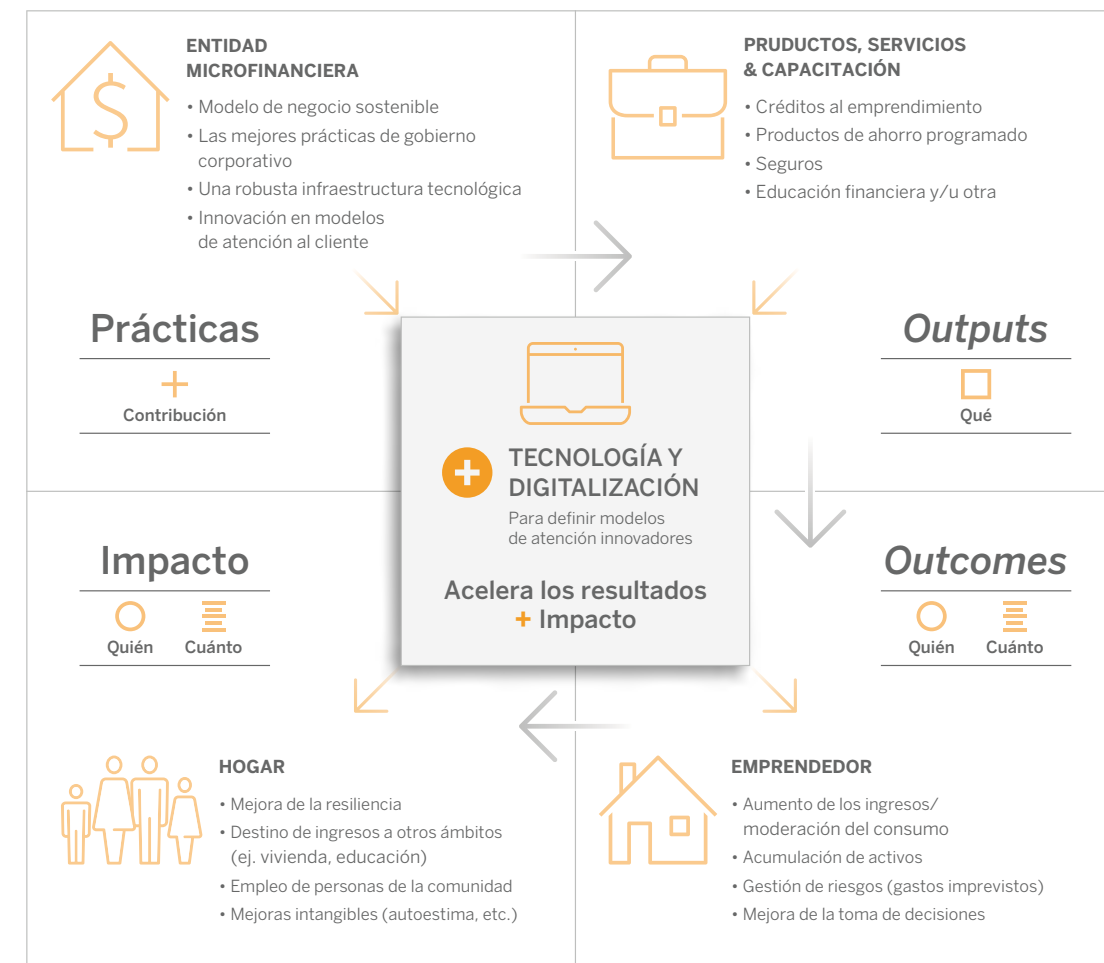 ENTIDAD
MICROFINANCIERA
• Modelo de negocio sostenible
• Las mejores prácticas de gobierno
corporativo
• Una robusta infraestructura tecnológica
• Innovación en modelos
de atención al cliente
Prácticas
Contribución
PRUDUCTOS, SERVICIOS
& CAPACITACIÓN
• Créditos al emprendimiento
• Productos de ahorro programado
• Seguros
• Educación financiera y/u otra
Outputs
Qué
TECNOLOGÍA Y
DIGITALIZACIÓN
Para definir modelos
de atención innovadores
Acelera los resultados
+ Impacto
Impacto
Quién Cuánto
HOGAR
• Mejora de la resiliencia
• Destino de ingresos a otros ámbitos
(ej. vivienda, educación)
• Empleo de personas de la comunidad
• Mejoras intangibles (autoestima, etc.)
Outcomes
Quién Cuánto
EMPRENDEDOR
• Aumento de los ingresos/
moderación del consumo
• Acumulación de activos
• Gestión de riesgos (gastos imprevistos)
• Mejora de la toma de decisiones